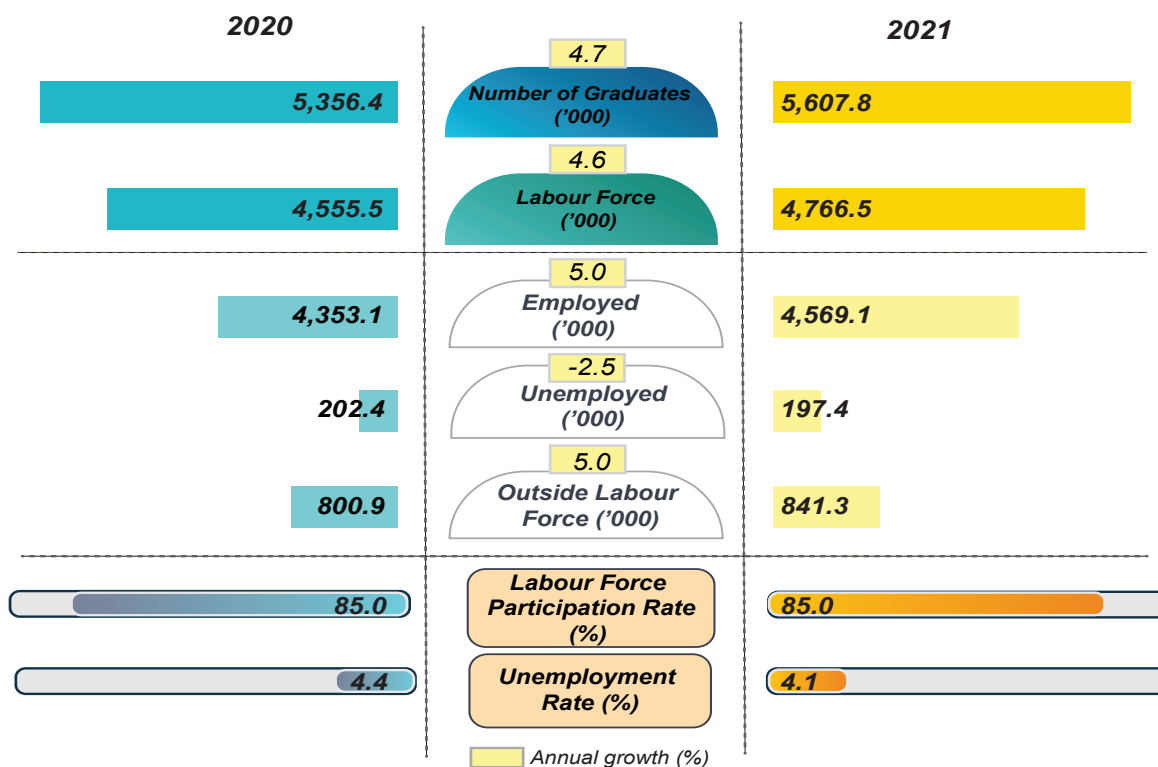 2020
2021
4.7
5,356.4
Number of Graduates
('000)
5,607.8
4.6
4,555.5
Labour Force
('000)
4,766.5
5.0
4,353.1
Employed
('000)
4,569.1
-2.5
202.4
Unemployed
('000)
197.4
5.0
800.9
Outside Labour
Force ('000)
841.3
85.0
Labour Force
Participation Rate
(%)
85.0
4.4
Unemployment
Rate (%)
4.1
Annual growth (%)